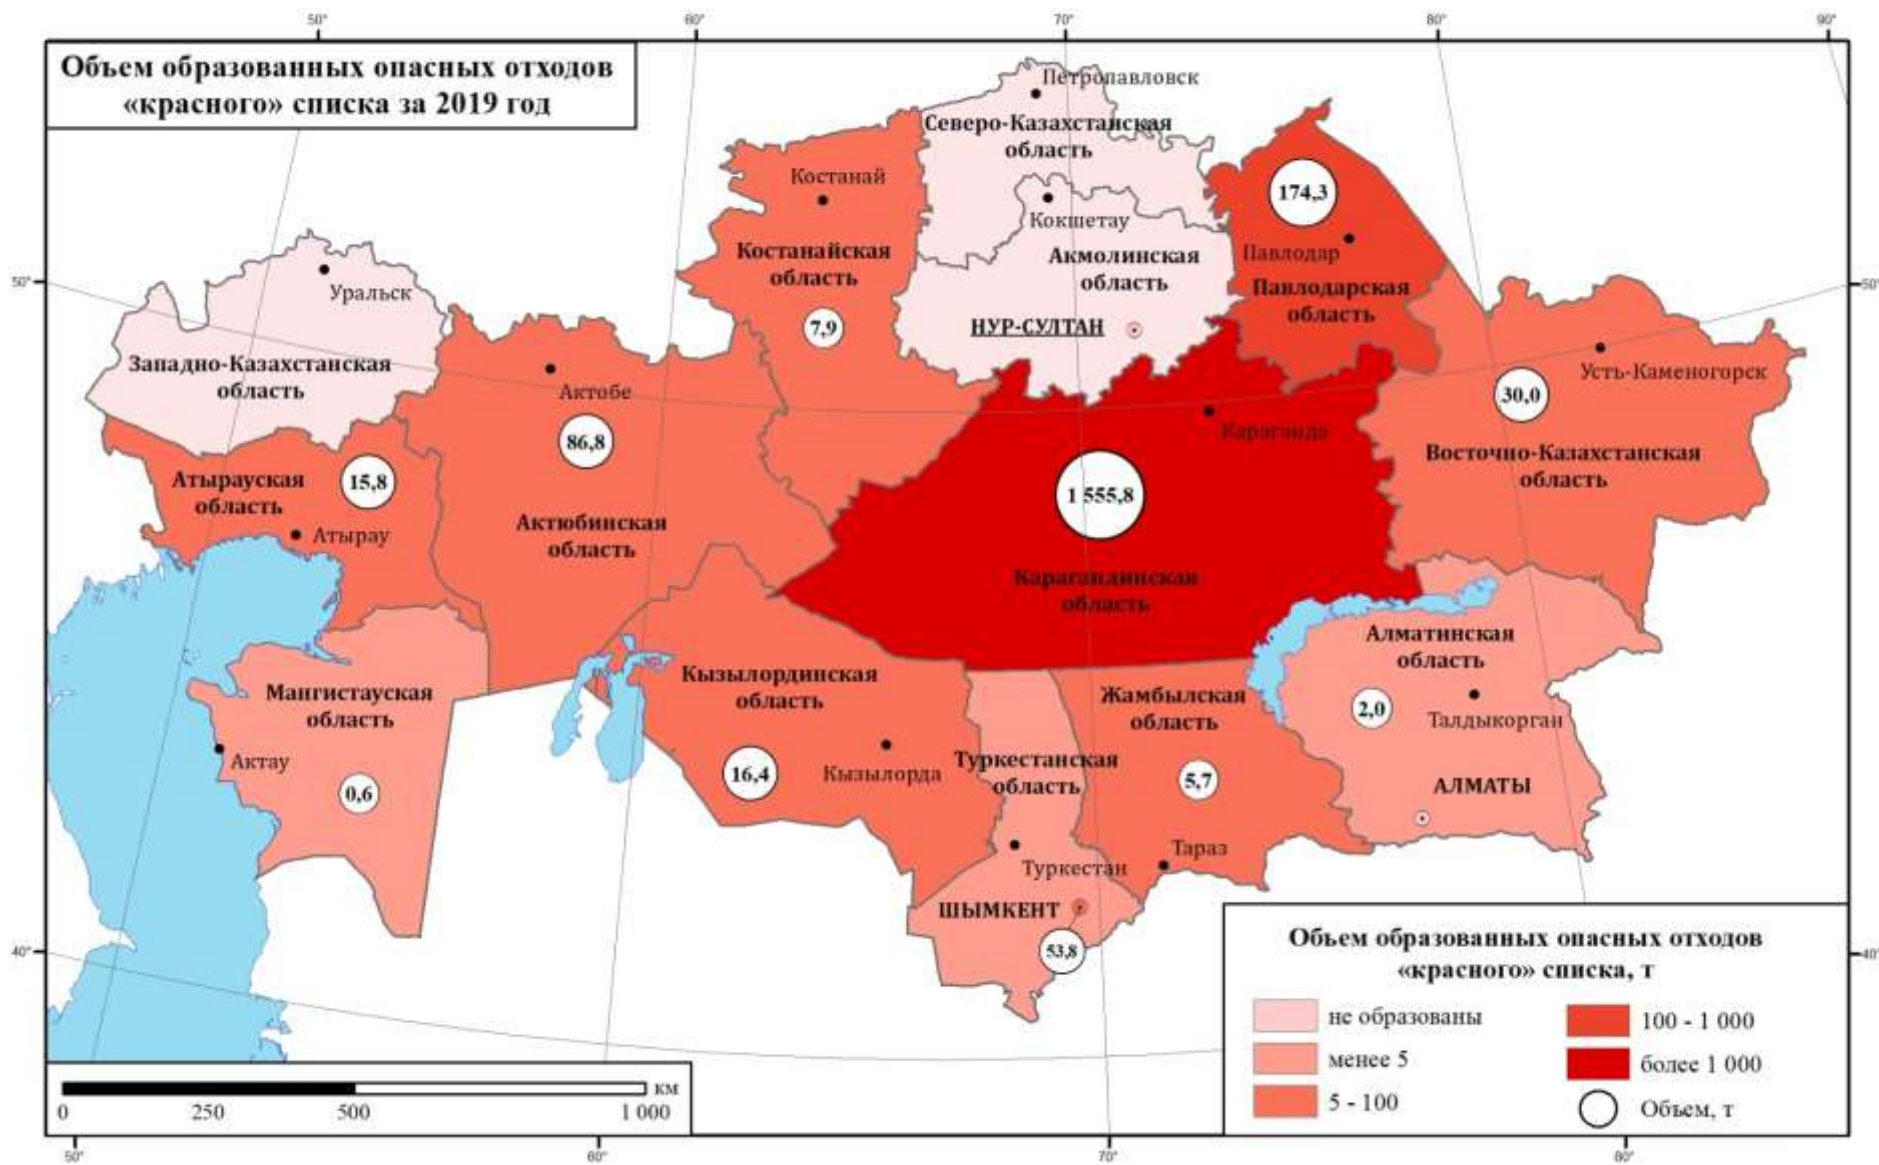 50°
60°
70°
80°
90°
Объем образованных опасных отходов
«красного» списка за 2019 год
Петропавловск
Северо-Казахстанская
область
Костанай
174,3
Кокшетау
Костанайская
область
Акмолинская
область
Павлодар
Павлодарская
область
50°
50°
Уральск
7,9
НУР-СУЛТАН
Западно-Казахстанская
область
Актобе
Усть-Каменогорск
30,0
86,8
Караганда
Восточно-Казахстанская
область
Атырауская
область
15,8
1 555,8
Актюбинская
область
Атырау
Карагандинская
область
Алматинская
область
Мангистауская
область
Кызылординская
область
Жамбылская
область
2,0
Талдыкорган
Актау
0,6
16,4
Кызылорда
Туркестанская
область
5,7
АЛМАТЫ
Тараз
Туркестан
ШЫМКЕНТ
53,8
40°
40°
Объем образованных опасных отходов
«красного» списка, т
не образованы
менее 5
5 - 100
100 - 1 000
более 1 000
Объем, т
км
0
250
500
1 000
50°
60°
70°
80°